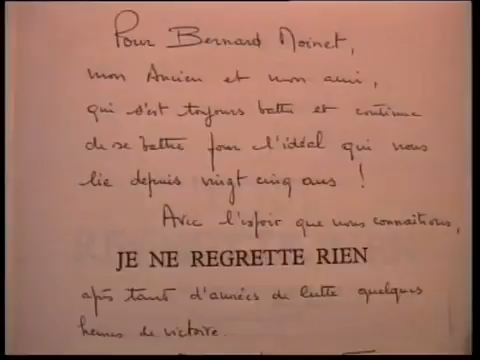 Pour Bernard Moinet,
mon Ancien et mon ami,
qui s'est toujours battu et continue
de se battre pour l'idéal qui nous
lie depuis vingt cinq ans !
Avec l'espoir que nous connaîtrons,
JE NE REGRETTE RIEN
après tant d'années de lutte quelques
heures de victoire.